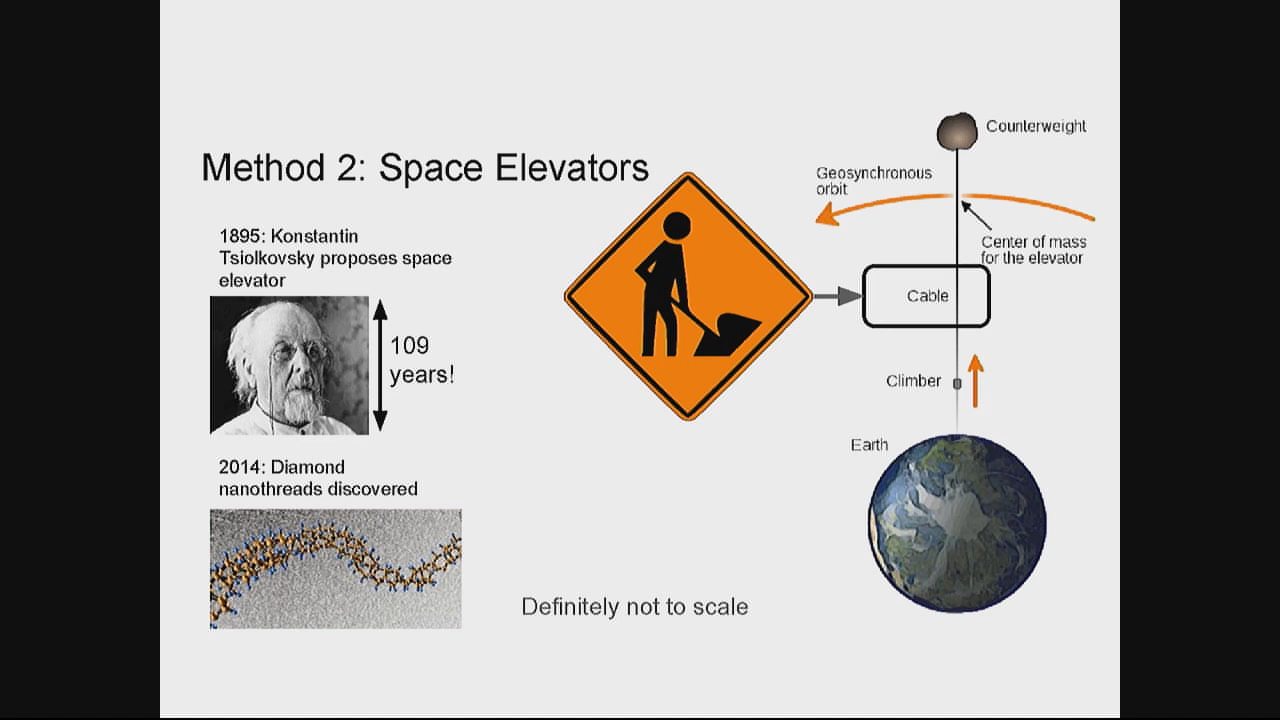 Method 2: Space Elevators
1895: Konstantin
Tsiolkovsky proposes space
elevator
109
years!
2014: Diamond
nanothreads discovered
Definitely not to scale
Counterweight
Geosynchronous
orbit
Center of mass
for the elevator
Cable
Climber
Earth